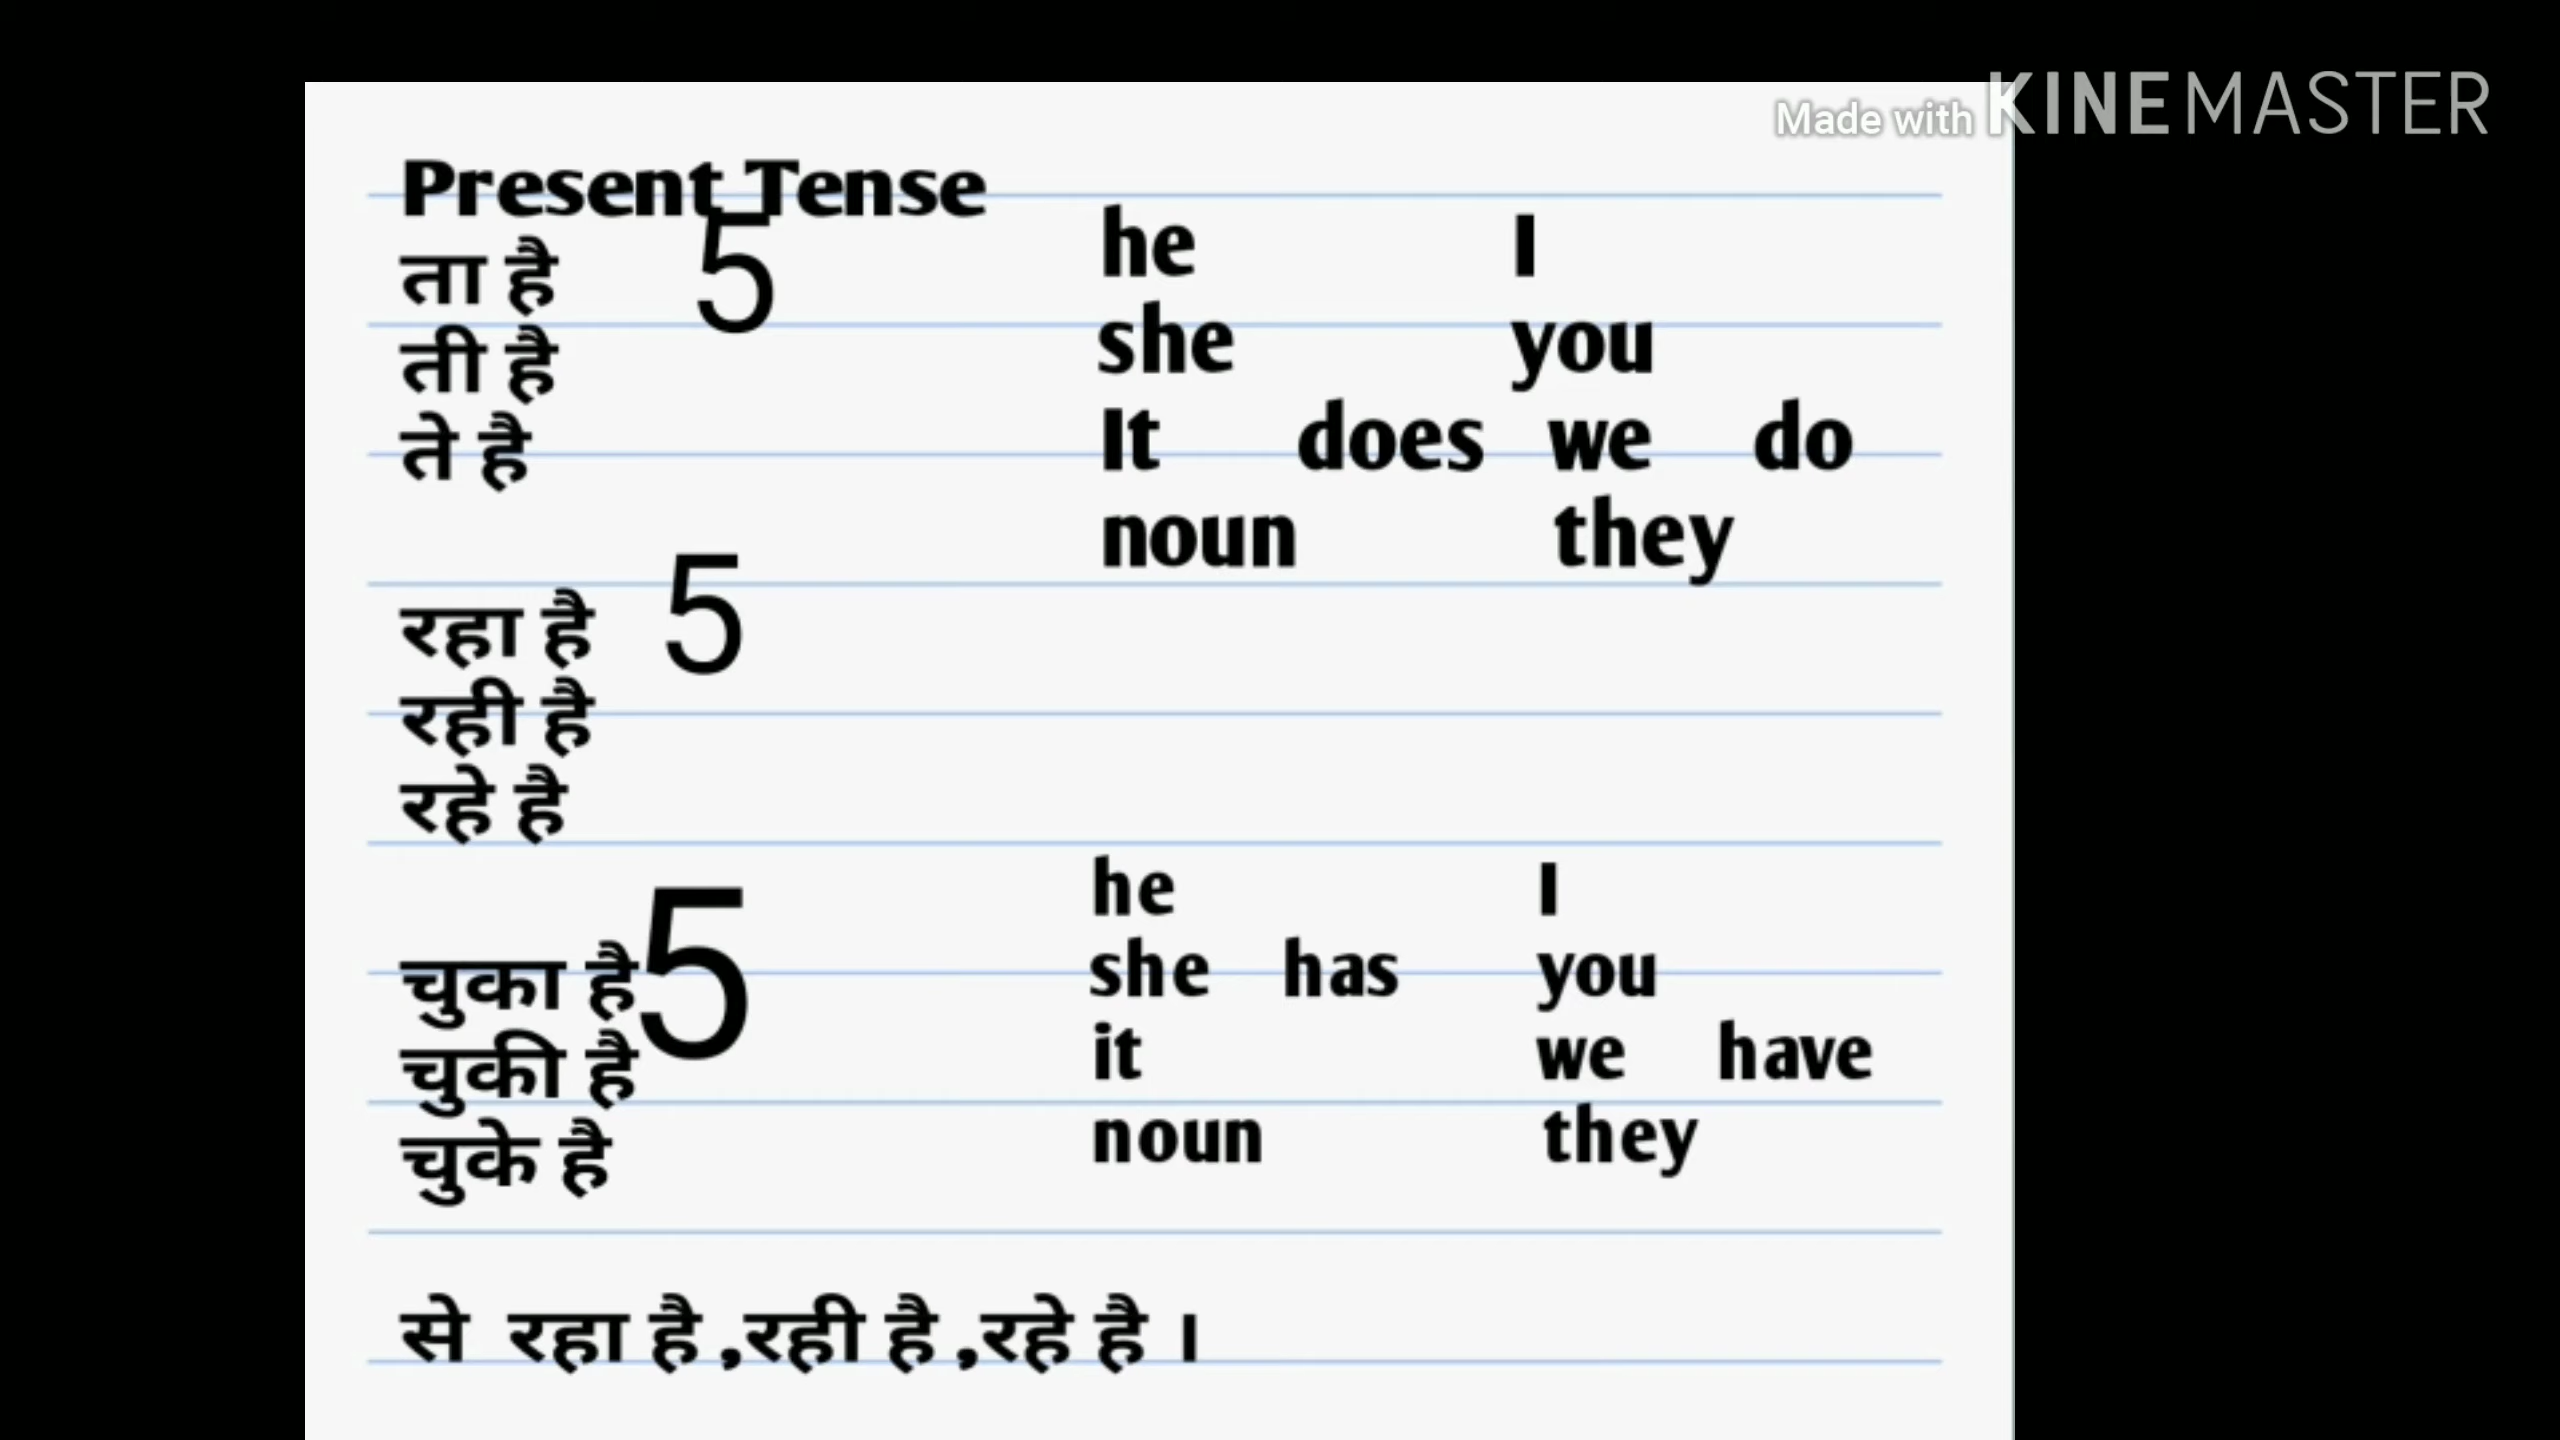 Made with KINEMASTER
Present Tense
ता है 5 he I
ती है she you
ते है It does we do
noun they
रहा है 5
रही है
रहे है
he I
चुका है 5 she has you
चुकी है it we have
चुके है noun they
से रहा है ,रही है ,रहे है ।